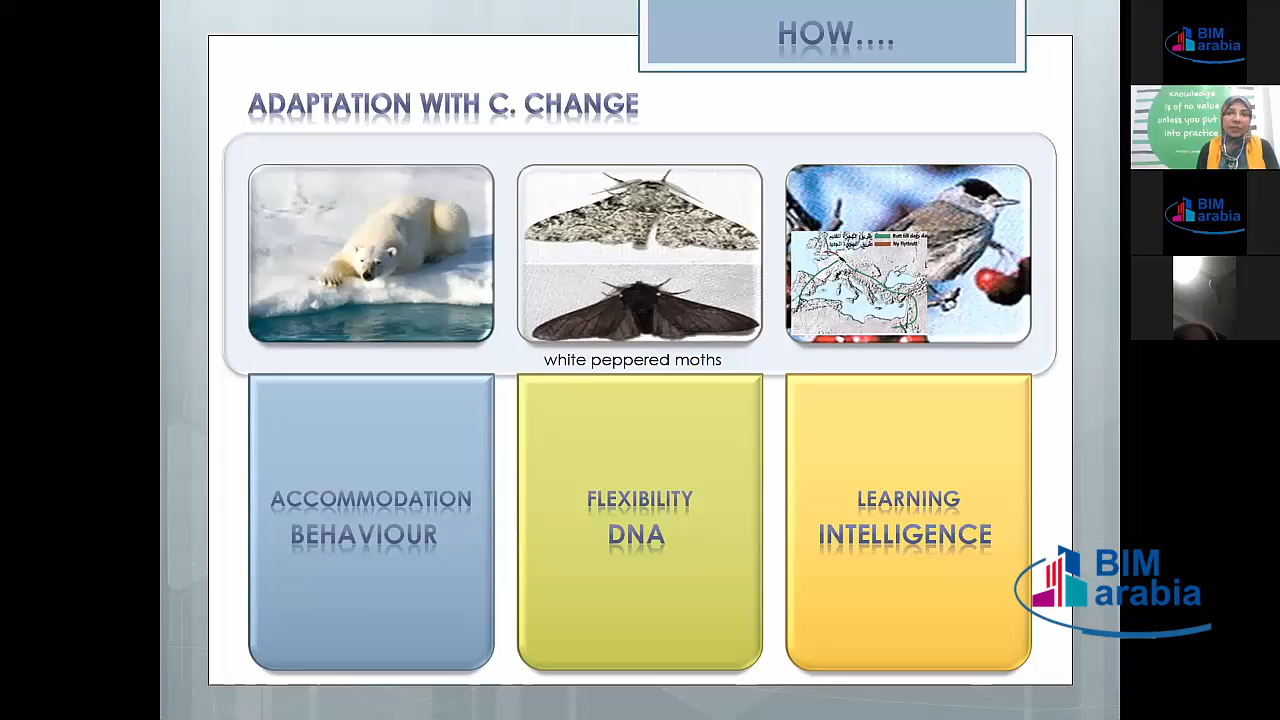 HOW....
ADAPTATION WITH C. CHANGE
white peppered moths
ACCOMMODATION
BEHAVIOUR
FLEXIBILITY
DNA
LEARNING
INTELLIGENCE
BIM
arabia
BIM
arabia
knowledge
is of no value
unless you put
into practice
BIM
arabia